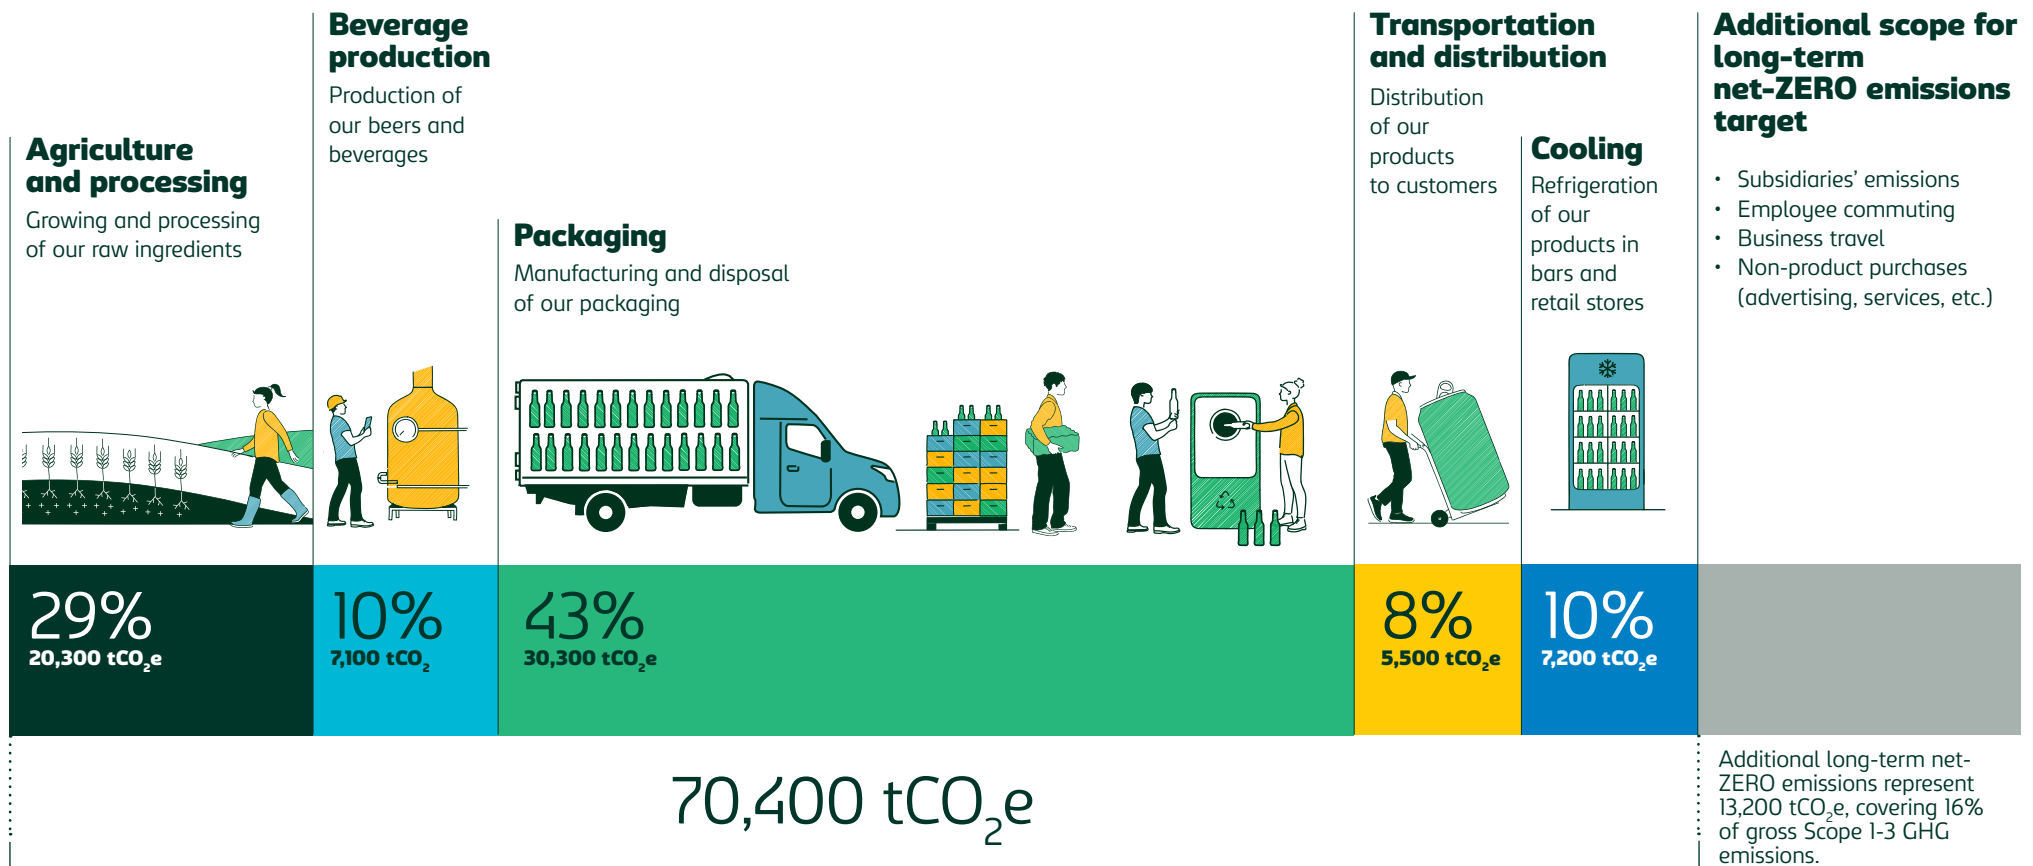 Agriculture
and processing
Growing and processing
of our raw ingredients
Beverage
production
Production of
our beers and
beverages
Packaging
Manufacturing and disposal
of our packaging
Transportation
and distribution
Distribution
of our
products
to customers
Cooling
Refrigeration
of our
products in
bars and
retail stores
Additional scope for
long-term
net-ZERO emissions
target
• Subsidiaries’ emissions
• Employee commuting
• Business travel
• Non-product purchases
(advertising, services, etc.)
29%
20,300 tCO₂e
10%
7,100 tCO₂
43%
30,300 tCO₂e
8%
5,500 tCO₂e
10%
7,200 tCO₂e
70,400 tCO₂e
Additional long-term net-
ZERO emissions represent
13,200 tCO₂e, covering 16%
of gross Scope 1-3 GHG
emissions.